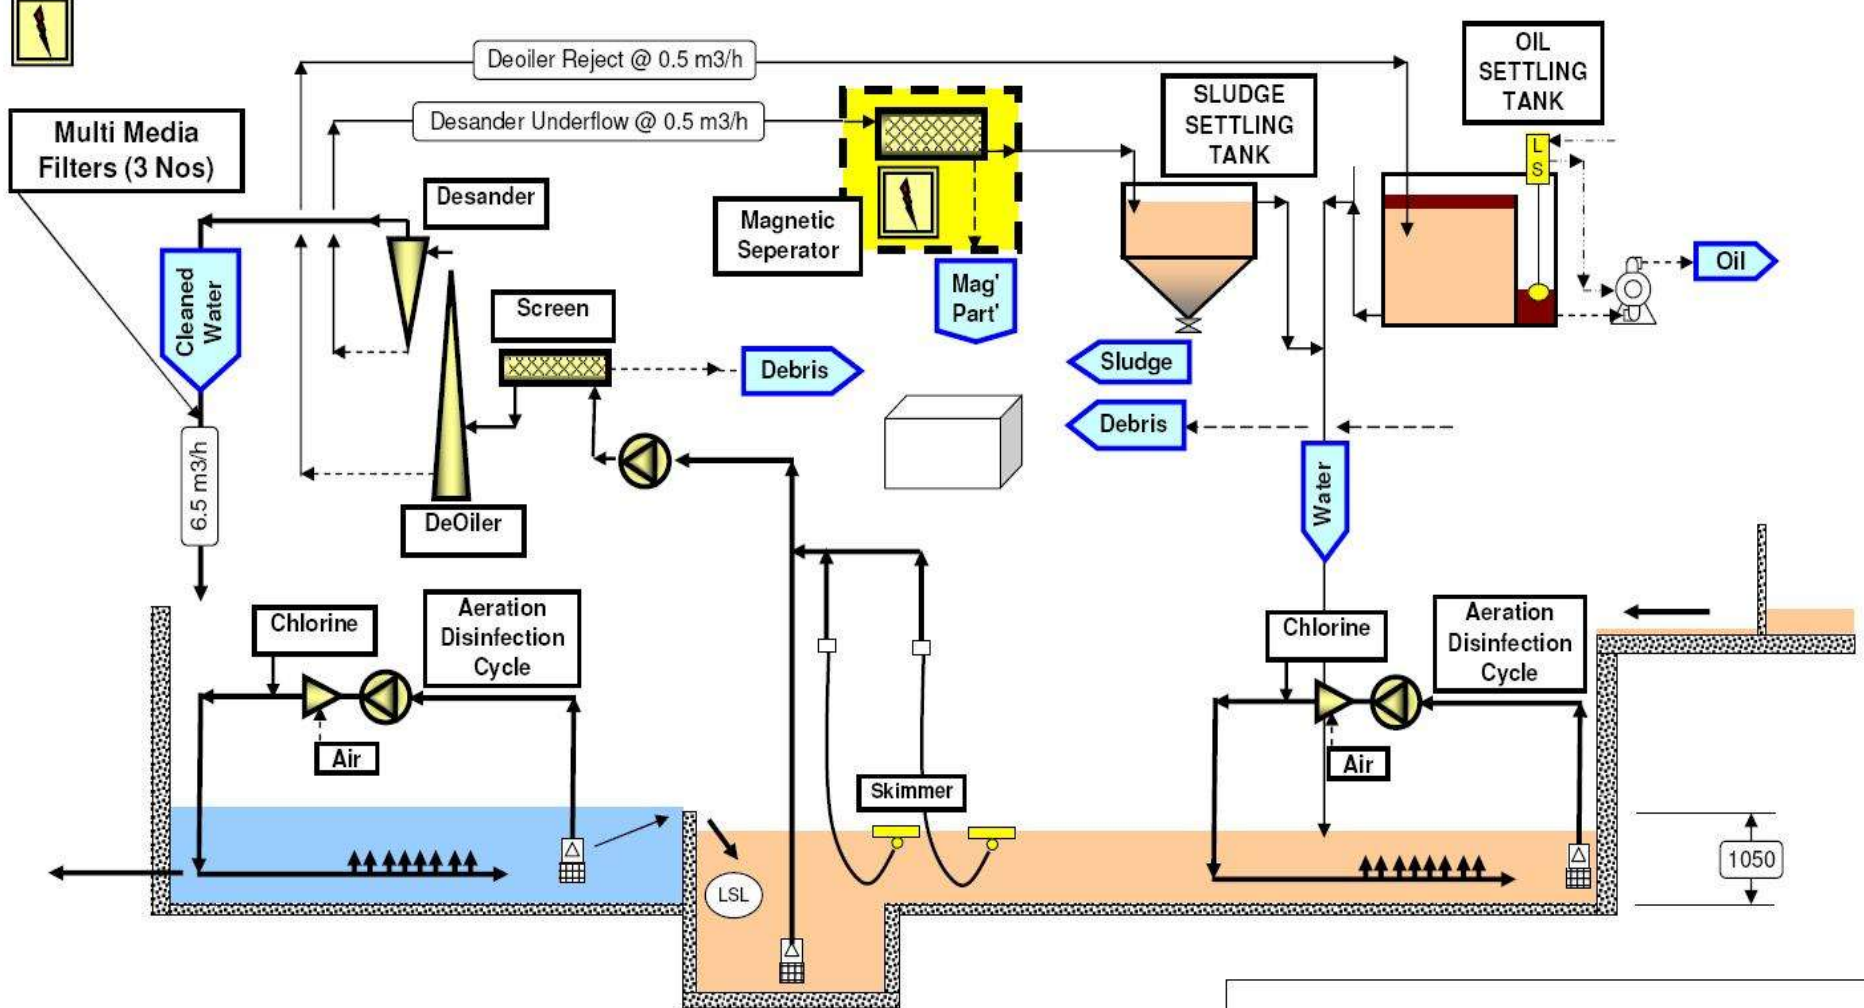 Deoiler Reject @ 0.5 m3/h
OIL
SETTLING
TANK
SLUDGE
SETTLING
TANK
Desander Underflow @ 0.5 m3/h
Multi Media
Filters (3 Nos)
L
S
Desander
Magnetic
Seperator
Cleaned
Water
Mag'
Part'
Oil
Screen
Debris
Sludge
Debris
6.5 m3/h
Water
DeOiler
Chlorine
Aeration
Disinfection
Cycle
Chlorine
Aeration
Disinfection
Cycle
Air
Air
Skimmer
LSL
1050